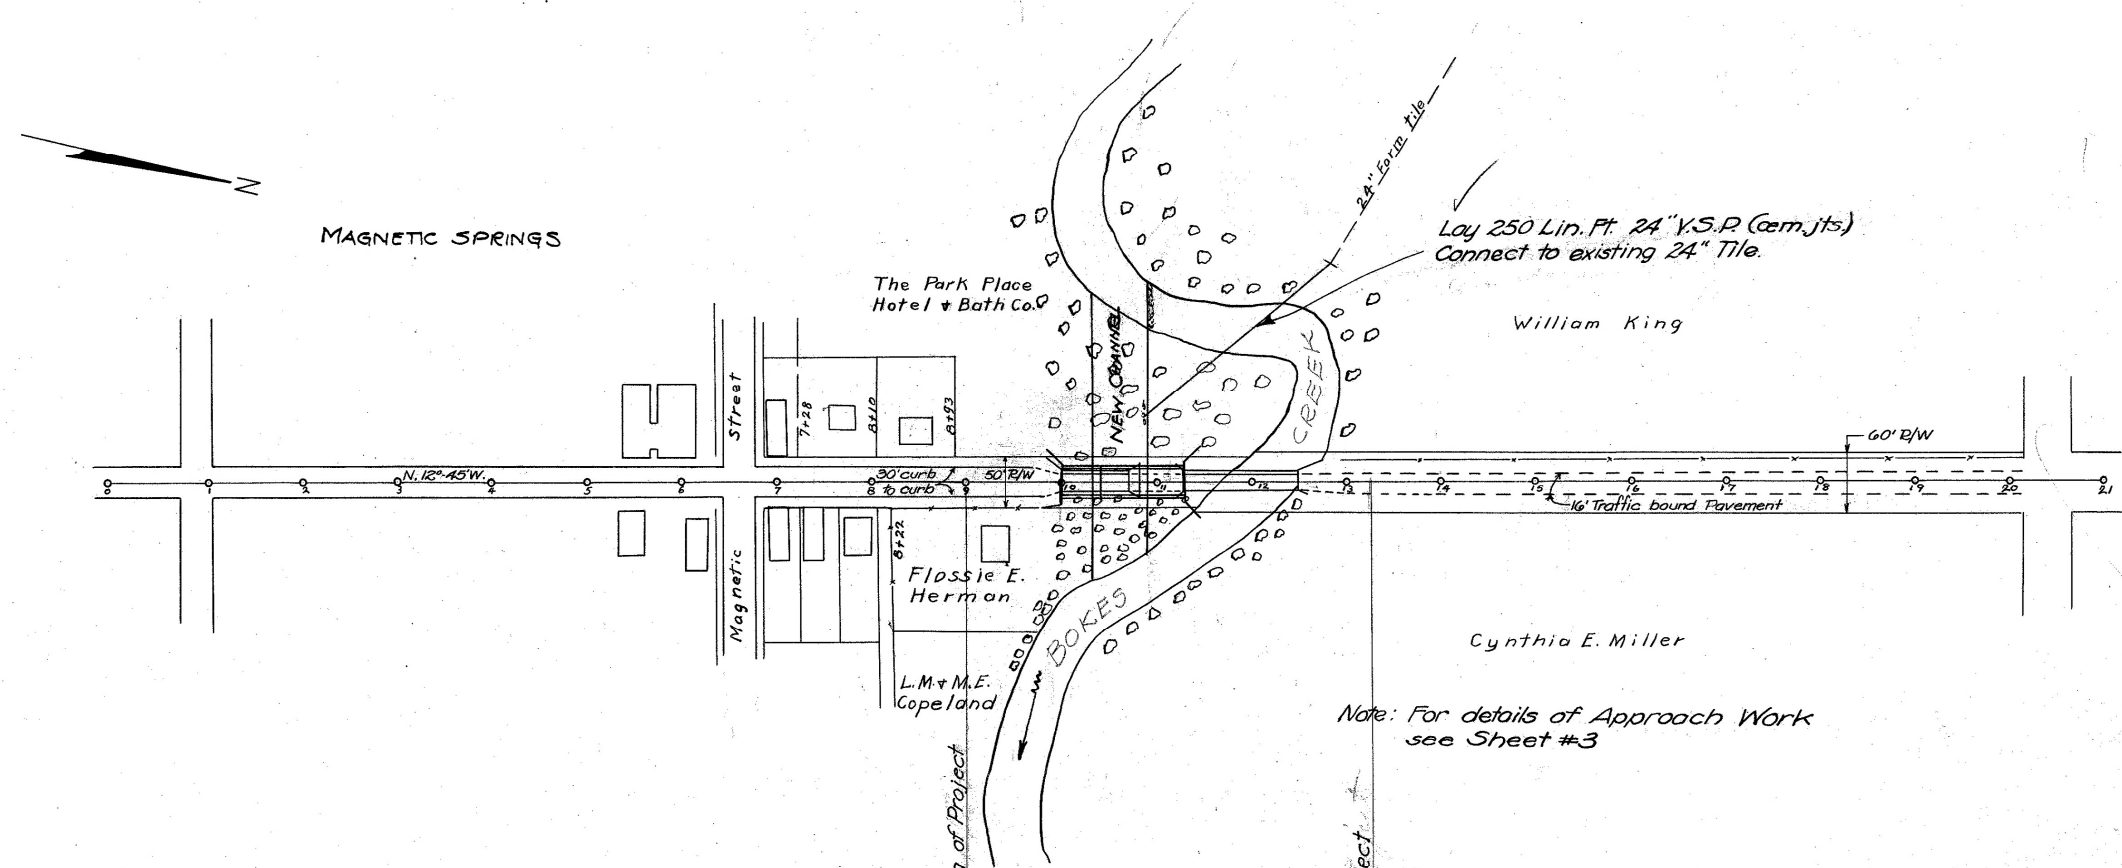 N
MAGNETIC SPRINGS
24" Farm tile
Lay 250 Lin. Ft. 24" V.S.P. (cem. jts.)
Connect to existing 24" Tile.
The Park Place
Hotel & Bath Co.
William King
NEW CHANNEL
CREEK
Street
7+28
8+10
8+93
60' R/W
N. 12°-45' W.
30' curb
to curb
50' R/W
0 1 2 3 4 5 6 7 8 9 10 11 12 13 14 15 16 17 18 19 20 21
16' Traffic bound Pavement
8+22
Magnetic
Flossie E.
Herman
BOKES
Cynthia E. Miller
L.M. & M.E.
Copeland
Note: For details of Approach Work
see Sheet #3
of Project